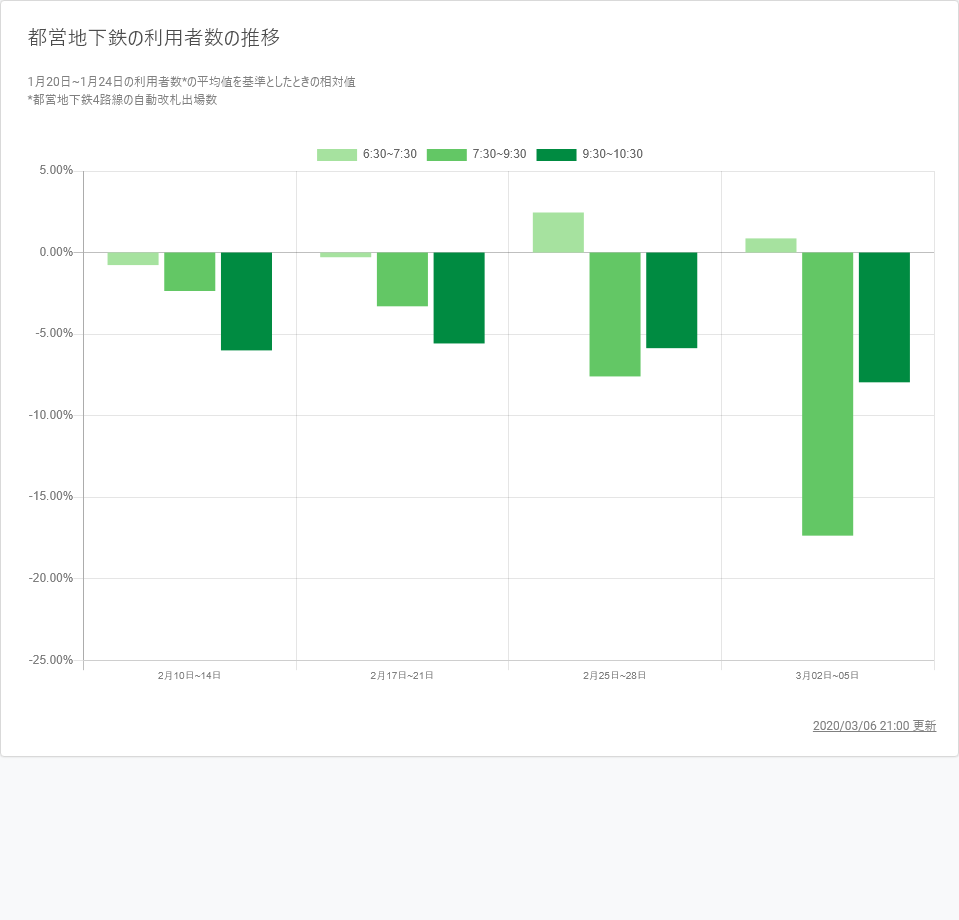 都営地下鉄の利用者数の推移
1月20日~1月24日の利用者数*の平均値を基準としたときの相対値
*都営地下鉄4路線の自動改札出場数
6:30~7:30 7:30~9:30 9:30~10:30
5.00%
0.00%
-5.00%
-10.00%
-15.00%
-20.00%
-25.00%
2月10日~14日 2月17日~21日 2月25日~28日 3月02日~05日
2020/03/06 21:00 更新